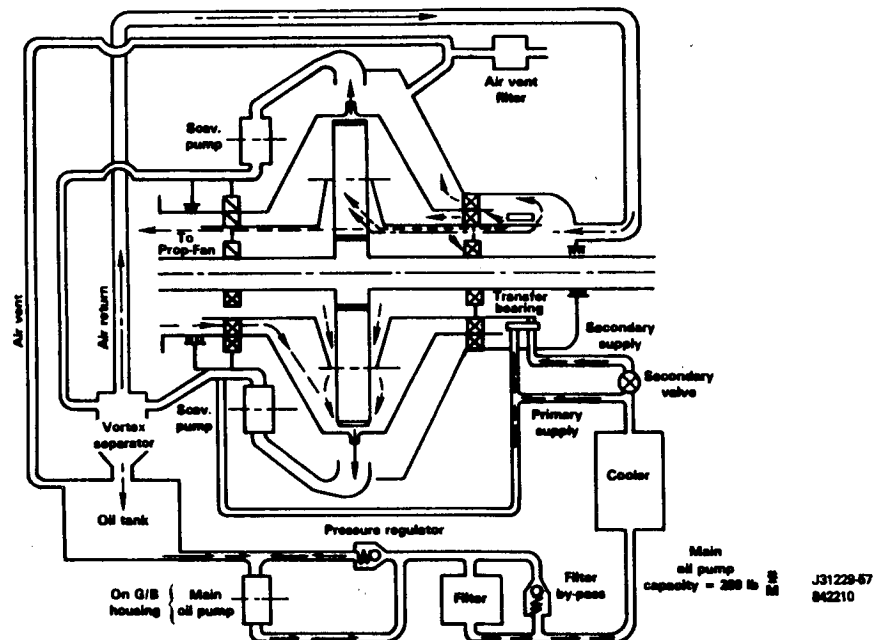 Air vent
filter
Scav.
pump
To
Prop-Fan
Air vent
Air return
Transfer
bearing
Secondary
supply
Secondary
valve
Primary
supply
Scav.
pump
Vortex
separator
Cooler
Oil tank
Pressure regulator
On G/B
housing
Main
oil pump
Filter
Filter
by-pass
Main
oil pump
capacity = lb
J31229-57
842210